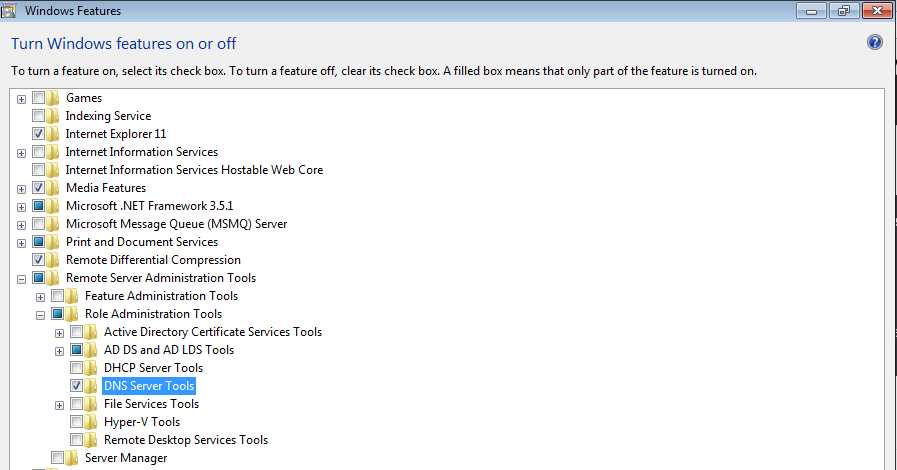 Windows Features
Turn Windows features on or off
To turn a feature on, select its check box. To turn a feature off, clear its check box. A filled box means that only part of the feature is turned on.
Games
Indexing Service
Internet Explorer 11
Internet Information Services
Internet Information Services Hostable Web Core
Media Features
Microsoft .NET Framework 3.5.1
Microsoft Message Queue (MSMQ) Server
Print and Document Services
Remote Differential Compression
Remote Server Administration Tools
Feature Administration Tools
Role Administration Tools
Active Directory Certificate Services Tools
AD DS and AD LDS Tools
DHCP Server Tools
DNS Server Tools
File Services Tools
Hyper-V Tools
Remote Desktop Services Tools
Server Manager